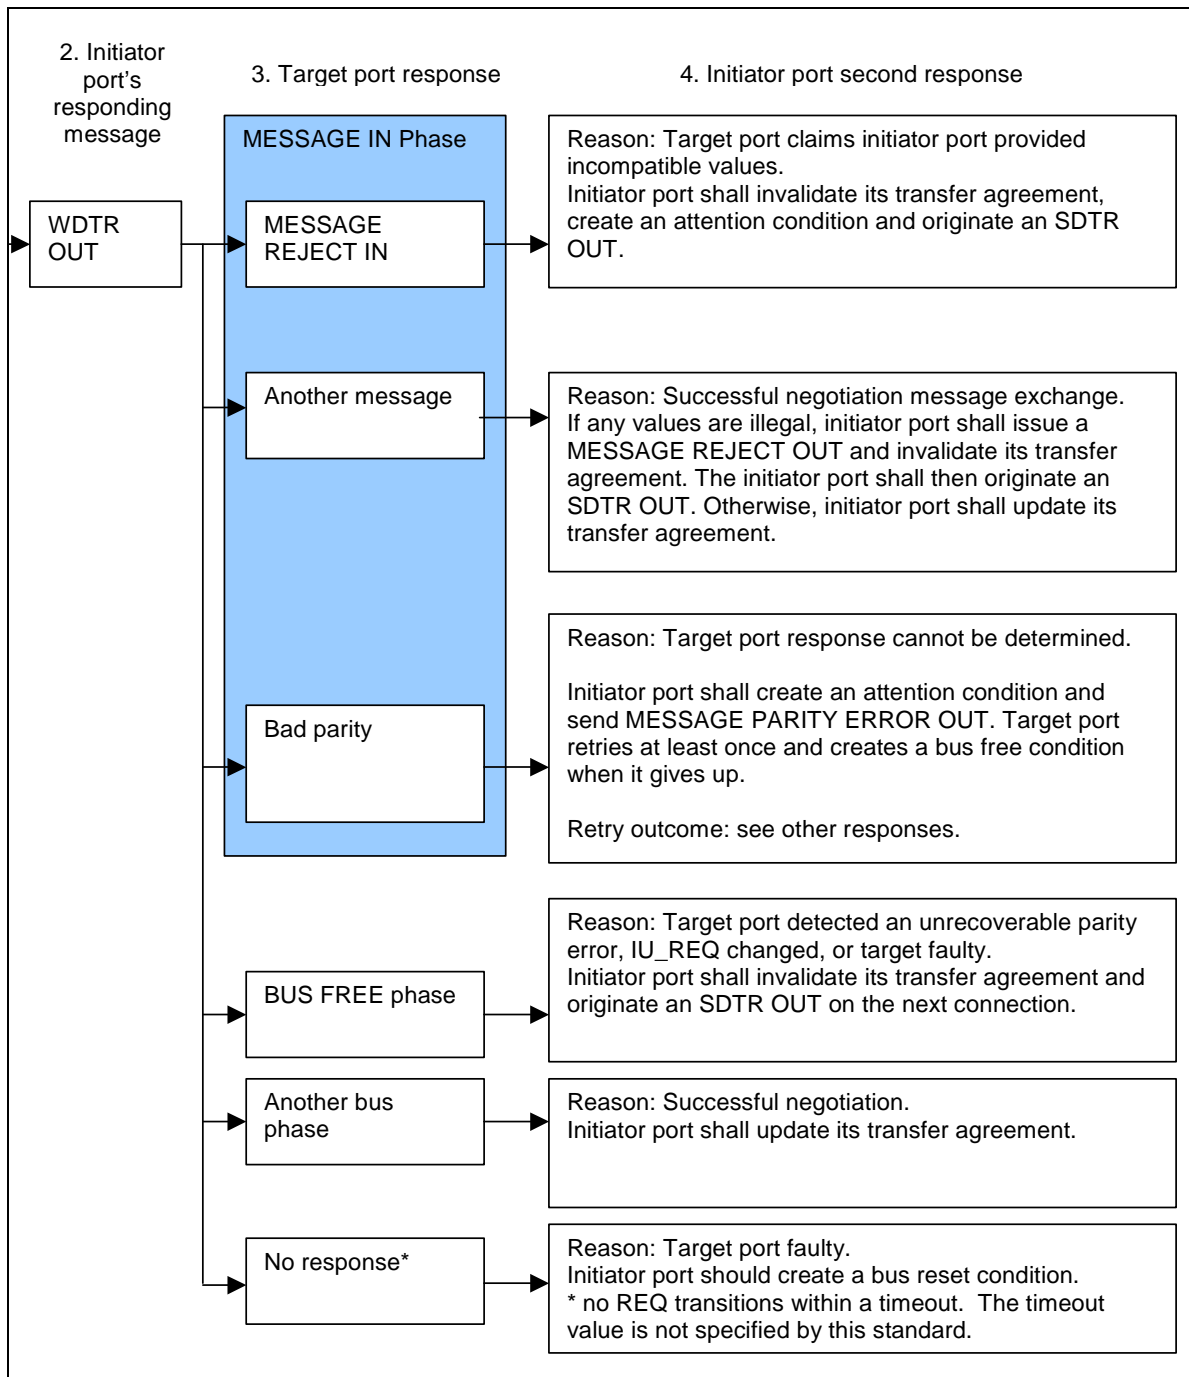 2. Initiator
port's
responding
message
3. Target port response
4. Initiator port second response
WDTR
OUT
MESSAGE IN Phase
MESSAGE
REJECT IN
Reason: Target port claims initiator port provided
incompatible values.
Initiator port shall invalidate its transfer agreement,
create an attention condition and originate an SDTR
OUT.
Another message
Reason: Successful negotiation message exchange.
If any values are illegal, initiator port shall issue a
MESSAGE REJECT OUT and invalidate its transfer
agreement. The initiator port shall then originate an
SDTR OUT. Otherwise, initiator port shall update its
transfer agreement.
Bad parity
Reason: Target port response cannot be determined.
Initiator port shall create an attention condition and
send MESSAGE PARITY ERROR OUT. Target port
retries at least once and creates a bus free condition
when it gives up.
Retry outcome: see other responses.
BUS FREE phase
Reason: Target port detected an unrecoverable parity
error, IU_REQ changed, or target faulty.
Initiator port shall invalidate its transfer agreement and
originate an SDTR OUT on the next connection.
Another bus
phase
Reason: Successful negotiation.
Initiator port shall update its transfer agreement.
No response*
Reason: Target port faulty.
Initiator port should create a bus reset condition.
* no REQ transitions within a timeout.  The timeout
value is not specified by this standard.